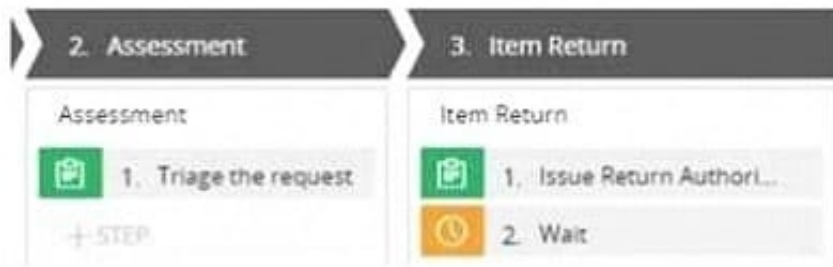 2. Assessment
3. Item Return
Assessment
1. Triage the request
+ STEP
Item Return
1. Issue Return Authori...
2. Wait